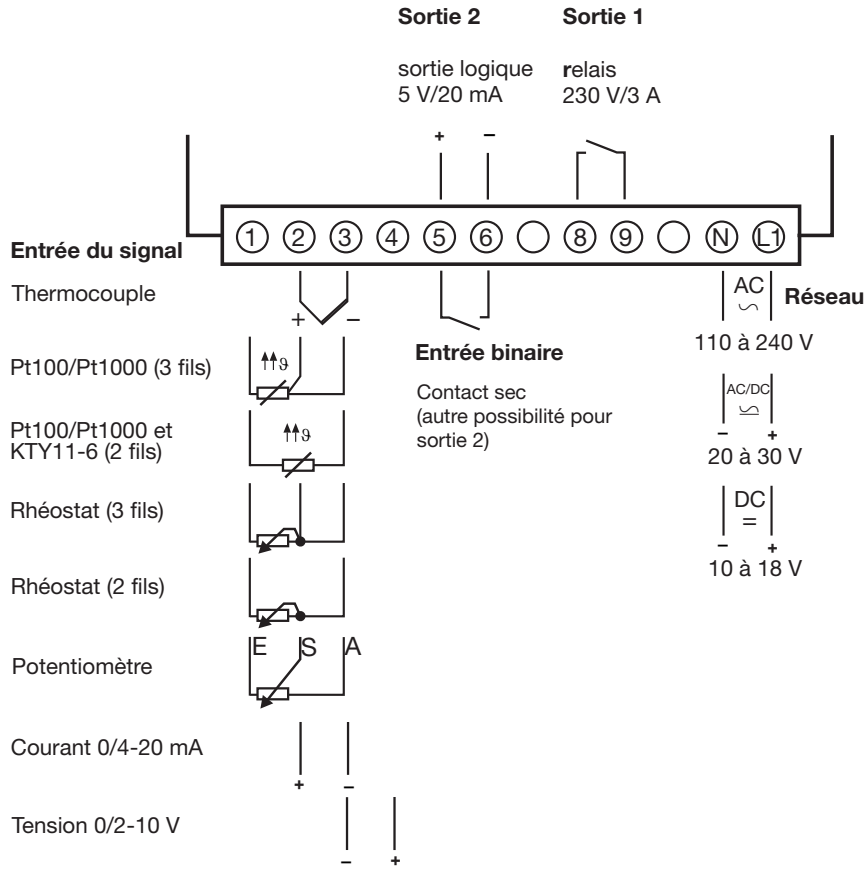 Sortie 2 Sortie 1
sortie logique
5 V/20 mA
relais
230 V/3 A
+ –
1 2 3 4 5 6 8 9 N L1
Entrée du signal
Thermocouple
+ –
Pt100/Pt1000 (3 fils)
ϑ
Pt100/Pt1000 et
KTY11-6 (2 fils)
ϑ
Rhéostat (3 fils)
Rhéostat (2 fils)
Potentiomètre
E S A
Courant 0/4-20 mA
+ –
Tension 0/2-10 V
– +
Entrée binaire
Contact sec
(autre possibilité pour
sortie 2)
AC
Réseau
110 à 240 V
AC/DC
– +
20 à 30 V
DC
=
– +
10 à 18 V